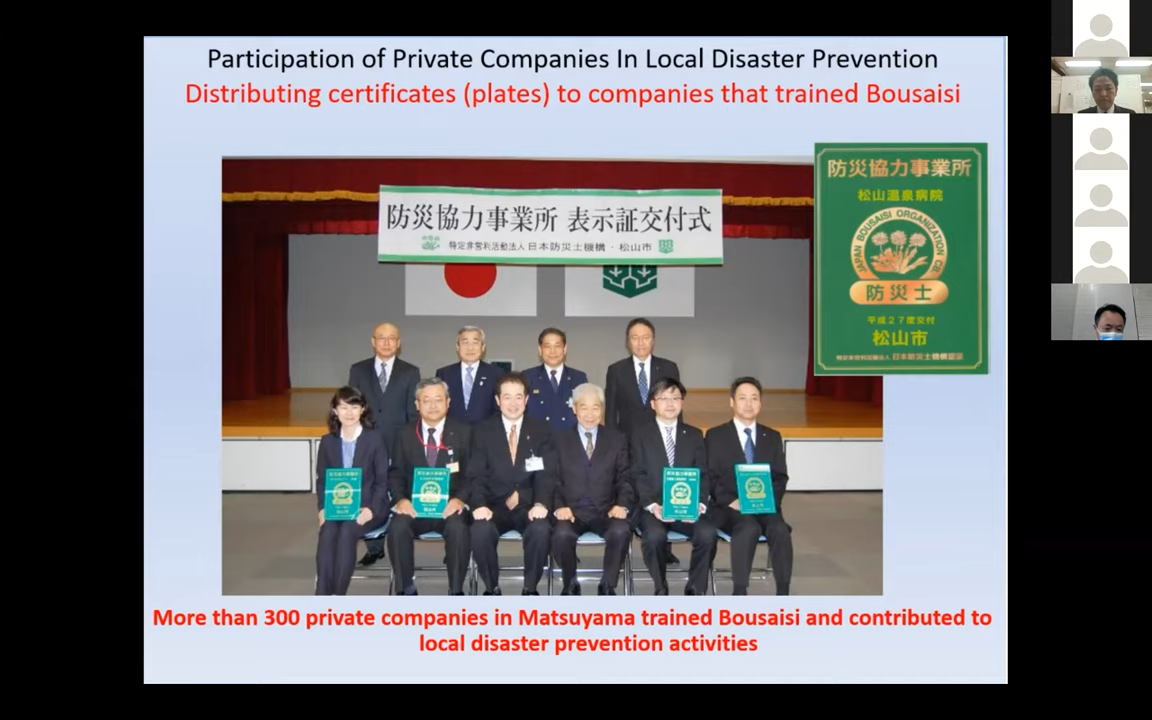 Participation of Private Companies In Local Disaster Prevention
Distributing certificates (plates) to companies that trained Bousaisi
防災協力事業所 表示証交付式
特定非営利活動法人 日本防災士機構・松山市
防災協力事業所
松山温泉病院
JAPAN BOUSAISI ORGANIZATION
防災士
平成27度交付
松山市
特定非営利活動法人 日本防災士機構認証
More than 300 private companies in Matsuyama trained Bousaisi and contributed to
local disaster prevention activities